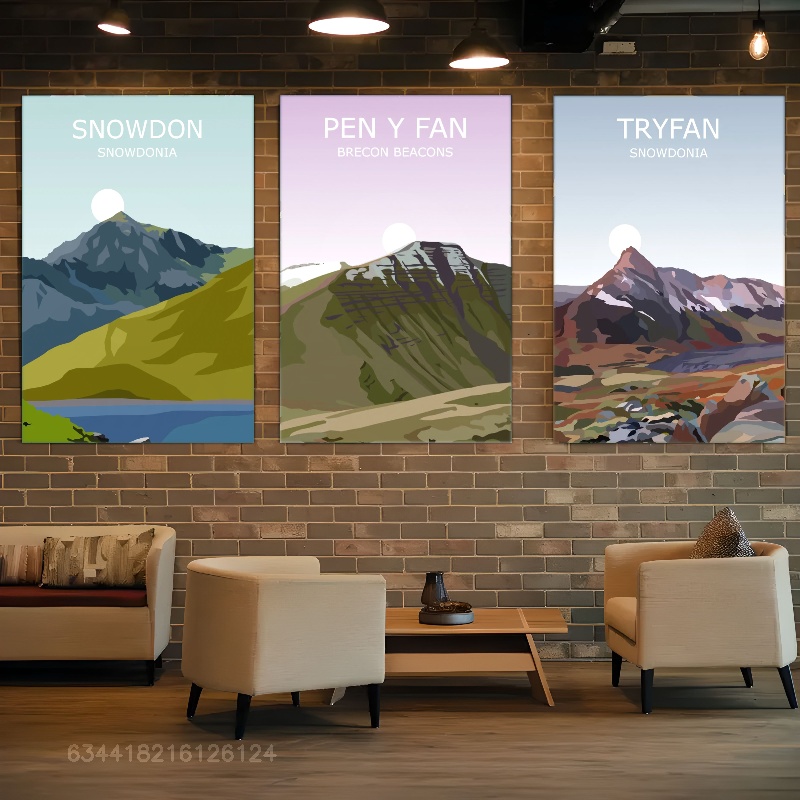 SNOWDON
SNOWDONIA
PEN Y FAN
BRECON BEACONS
TRYFAN
SNOWDONIA
634418216126124